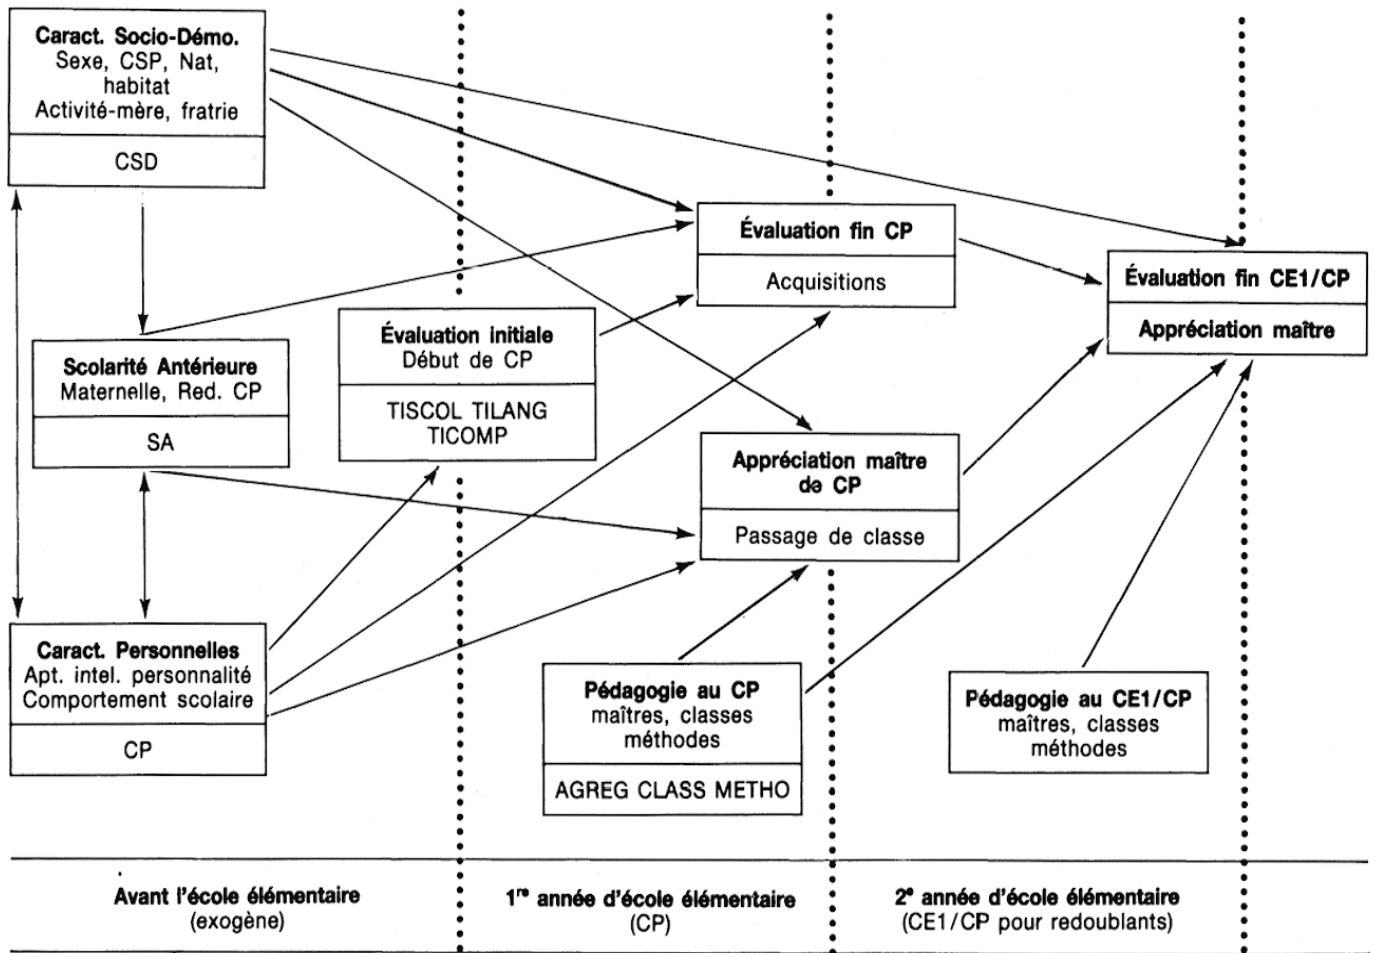 Caract. Socio-Démo.
Sexe, CSP, Nat,
habitat
Activité-mère, fratrie
CSD
Scolarité Antérieure
Maternelle, Red. CP
SA
Caract. Personnelles
Apt. intel. personnalité
Comportement scolaire
CP
Évaluation initiale
Début de CP
TISCOL TILANG
TICOMP
Évaluation fin CP
Acquisitions
Appréciation maître
de CP
Passage de classe
Pédagogie au CP
maîtres, classes
méthodes
AGREG CLASS METHO
Évaluation fin CE1/CP
Appréciation maître
Pédagogie au CE1/CP
maîtres, classes
méthodes
Avant l'école élémentaire
(exogène)
1re année d'école élémentaire
(CP)
2e année d'école élémentaire
(CE1/CP pour redoublants)